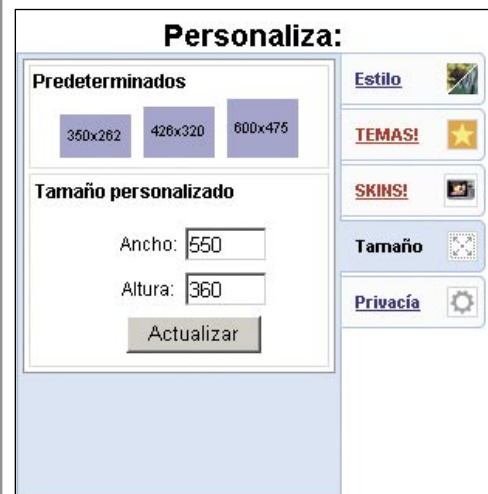 Personaliza:
Predeterminados
350x262
426x320
600x475
Tamaño personalizado
Ancho: 550
Altura: 360
Actualizar
Estilo
TEMAS!
SKINS!
Tamaño
Privacía